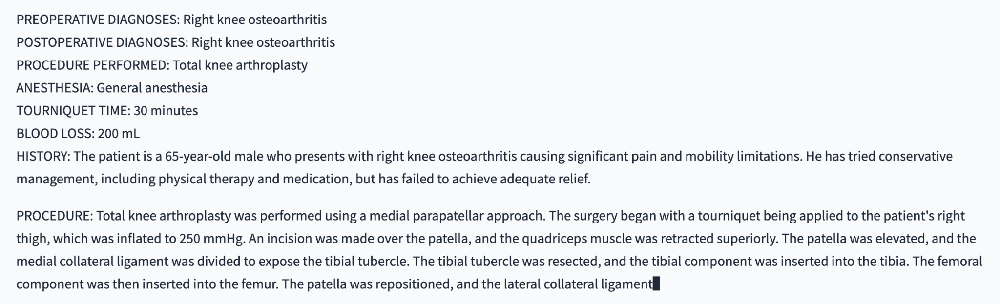 PREOPERATIVE DIAGNOSES: Right knee osteoarthritis
POSTOPERATIVE DIAGNOSES: Right knee osteoarthritis
PROCEDURE PERFORMED: Total knee arthroplasty
ANESTHESIA: General anesthesia
TOURNIQUET TIME: 30 minutes
BLOOD LOSS: 200 mL
HISTORY: The patient is a 65-year-old male who presents with right knee osteoarthritis causing significant pain and mobility limitations. He has tried conservative
management, including physical therapy and medication, but has failed to achieve adequate relief.
PROCEDURE: Total knee arthroplasty was performed using a medial parapatellar approach. The surgery began with a tourniquet being applied to the patient's right
thigh, which was inflated to 250 mmHg. An incision was made over the patella, and the quadriceps muscle was retracted superiorly. The patella was elevated, and the
medial collateral ligament was divided to expose the tibial tubercle. The tibial tubercle was resected, and the tibial component was inserted into the tibia. The femoral
component was then inserted into the femur. The patella was repositioned, and the lateral collateral ligament